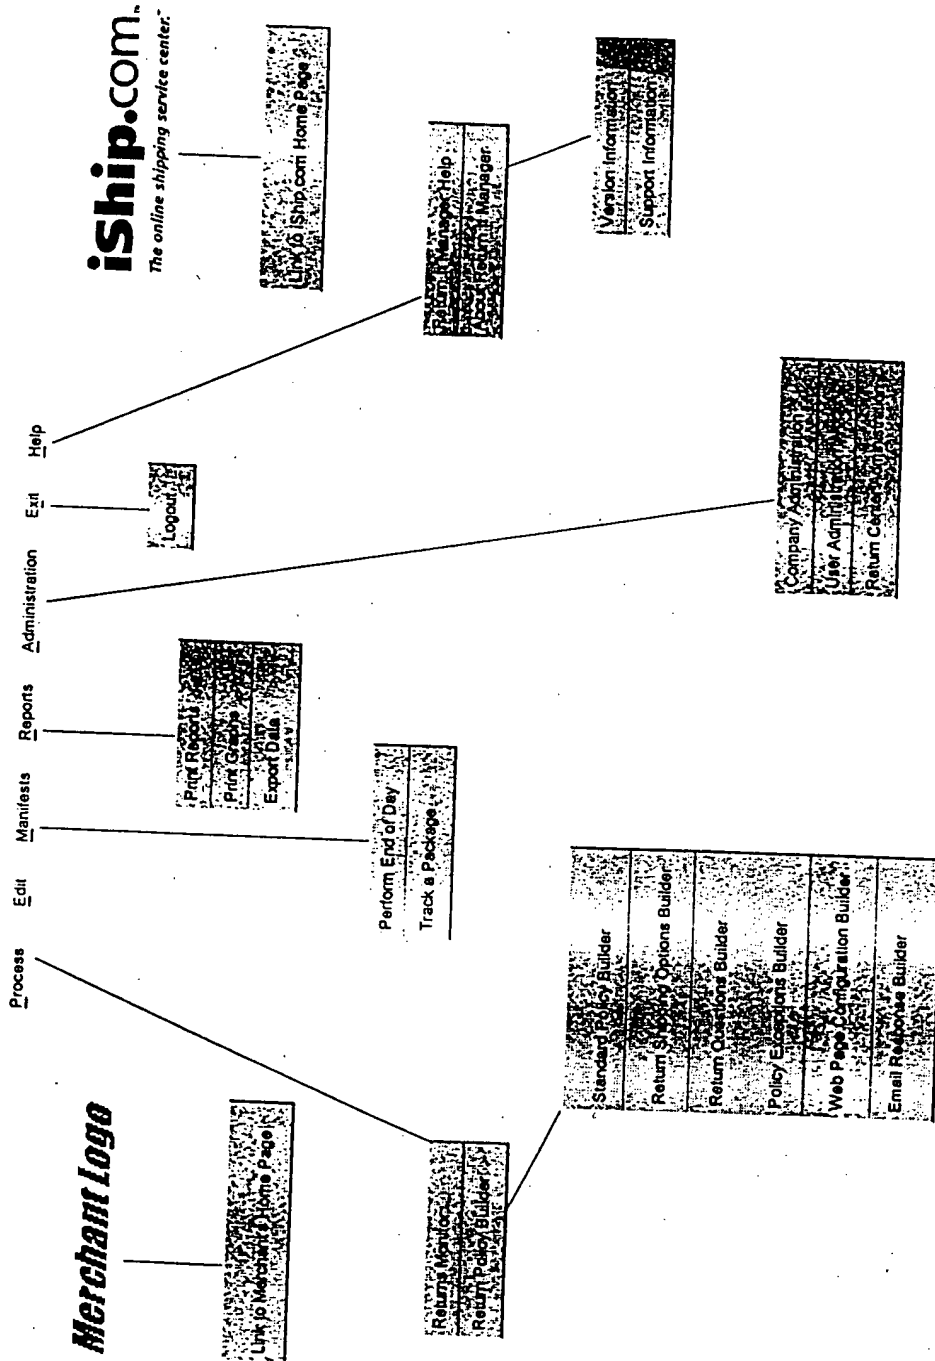 Merchant Logo
Link to Merchant's Home Page
Process
Edit
Manifests
Reports
Administration
Exit
Help
iShip.com™
The online shipping service center.™
Link to iShip.com Home Page
Returns Monitor
Return Policy Builder
Standard Policy Builder
Return Shipping Options Builder
Return Questions Builder
Policy Exceptions Builder
Web Page Configuration Builder
Email Response Builder
Perform End of Day
Track a Package
Print Reports
Print Graphs
Export Data
Company Administration
User Administration
Return Center Administration
Logout
Return It Manager Help
About Return It Manager
Version Information
Support Information